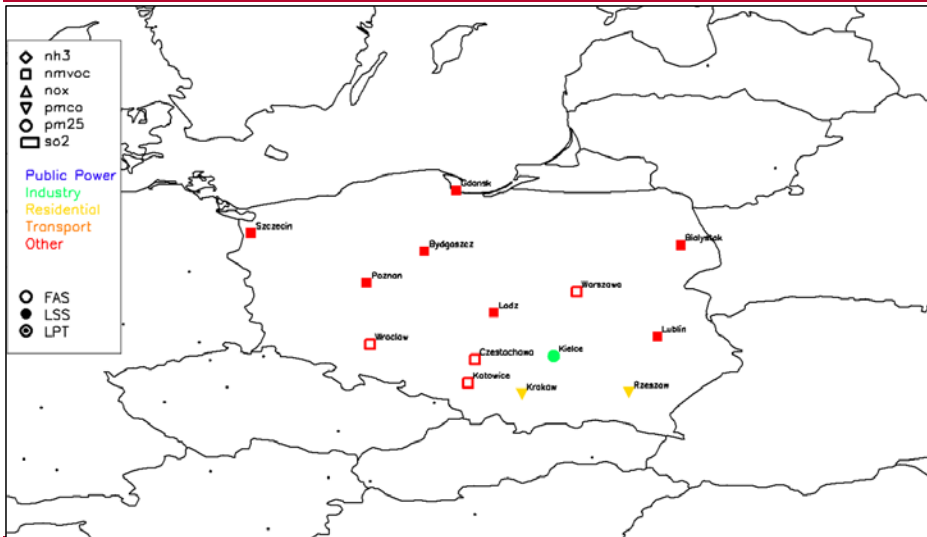 nh3
nmvoc
nox
pmco
pm25
so2
Public Power
Industry
Residential
Transport
Other
FAS
LSS
LPT
Gdansk
Szczecin
Bydgoszcz
Bialystok
Poznan
Warszawa
Lodz
Lublin
Wroclaw
Czestochowa
Kielce
Katowice
Krakow
Rzeszow